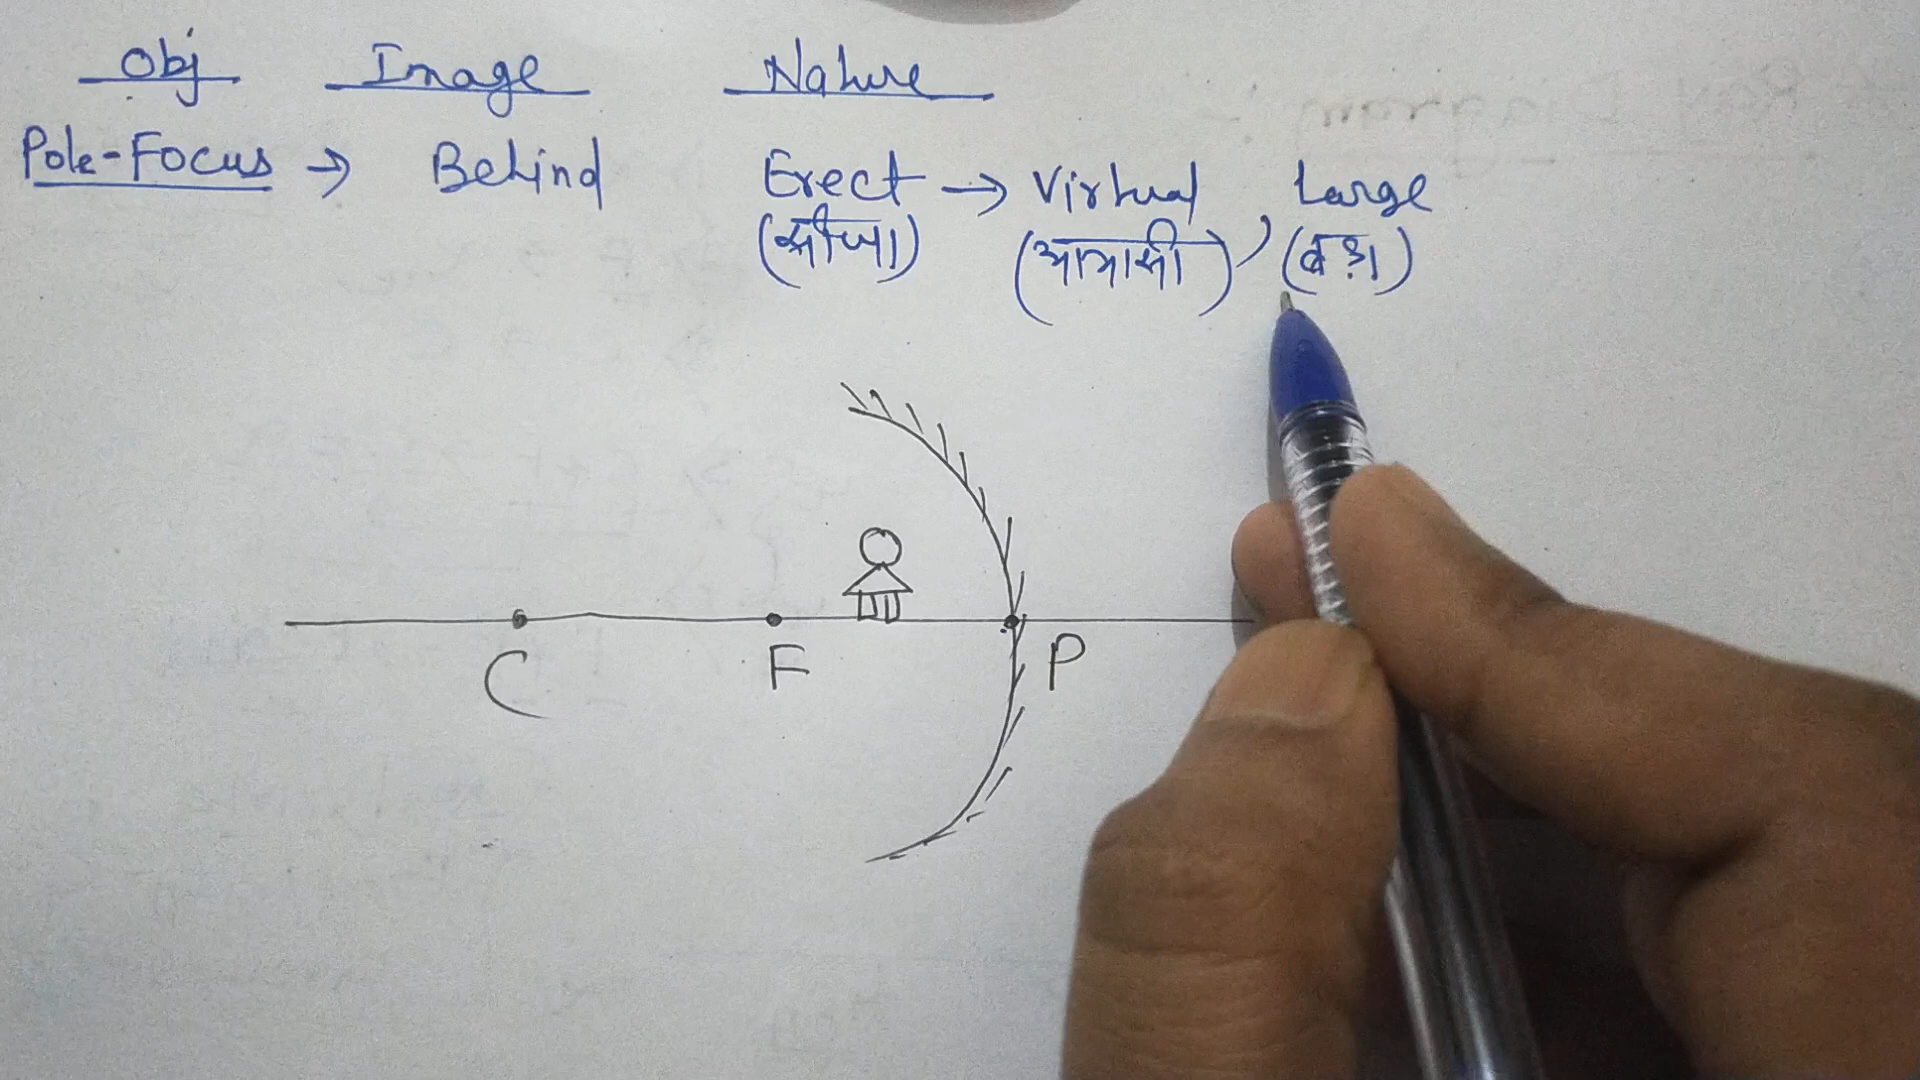 Obj Image Nature
Pole-Focus → Behind Erect → Virtual, Large
(सीधा) (आभासी) (बड़ा)
C F P